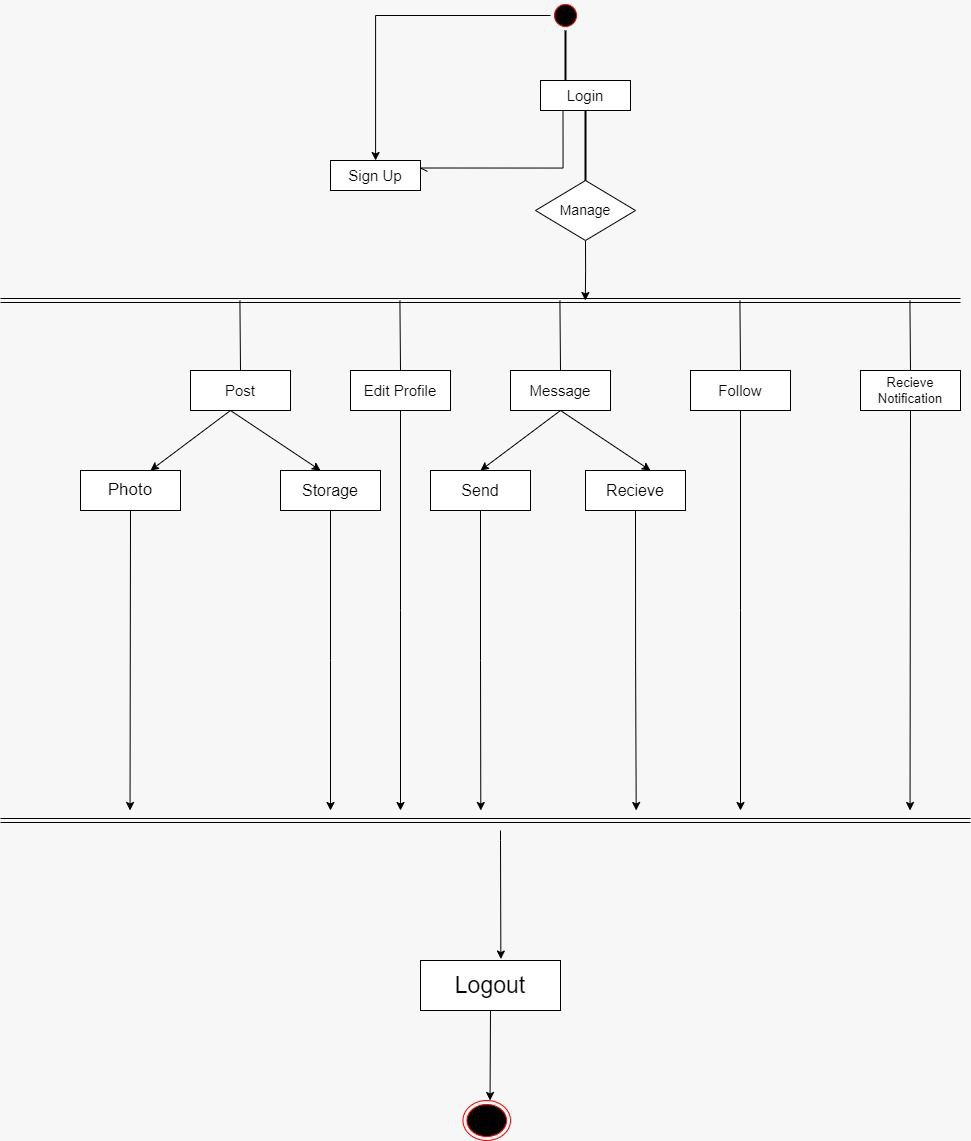 Login
Sign Up
Manage
Post
Edit Profile
Message
Follow
Recieve
Notification
Photo
Storage
Send
Recieve
Logout